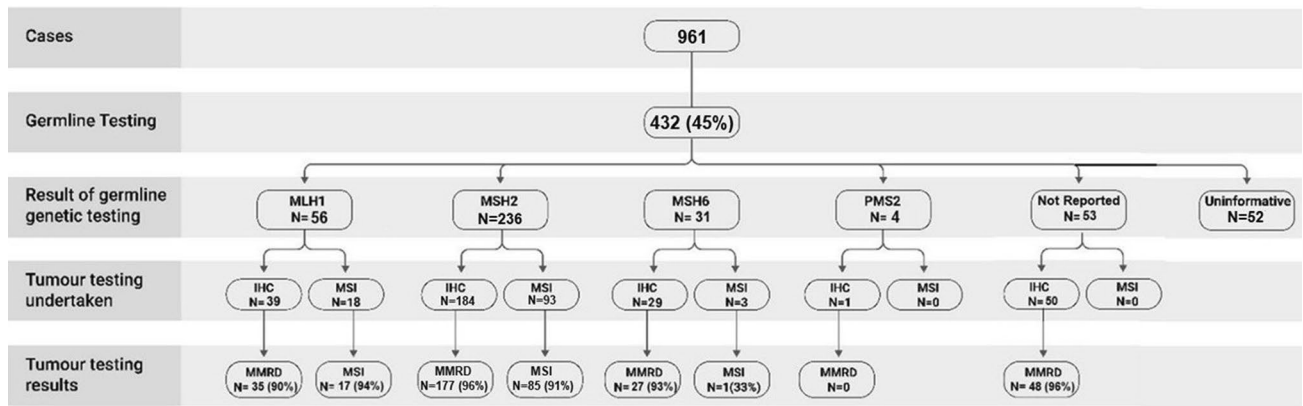 Cases
961
Germline Testing
432 (45%)
Result of germline
genetic testing
MLH1
N= 56
MSH2
N=236
MSH6
N= 31
PMS2
N= 4
Not Reported
N= 53
Uninformative
N=52
Tumour testing
undertaken
IHC
N= 39
MSI
N=18
IHC
N=184
MSI
N=93
IHC
N=29
MSI
N=3
IHC
N=1
MSI
N=0
IHC
N= 50
MSI
N=0
Tumour testing
results
MMRD
N= 35 (90%)
MSI
N= 17 (94%)
MMRD
N=177 (96%)
MSI
N=85 (91%)
MMRD
N= 27 (93%)
MSI
N=1(33%)
MMRD
N=0
MMRD
N= 48 (96%)